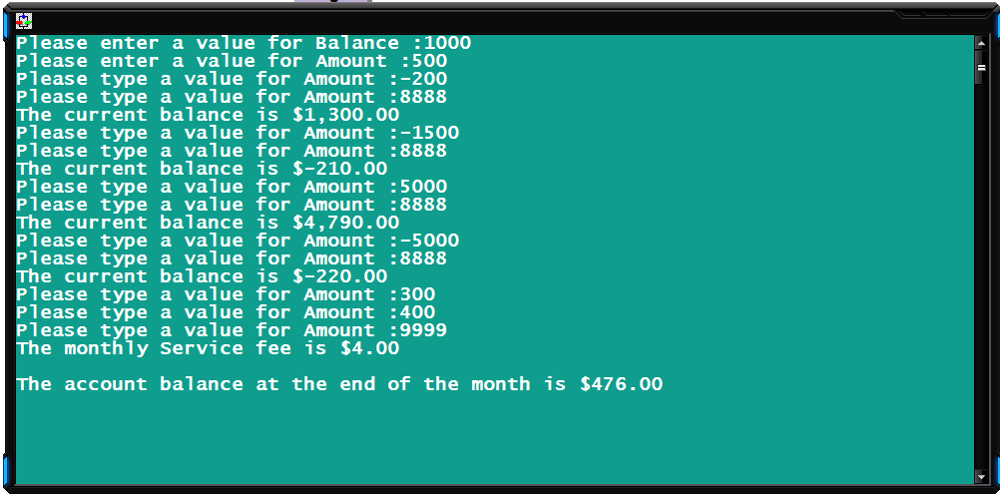 Please enter a value for Balance :1000
Please enter a value for Amount :500
Please type a value for Amount :-200
Please type a value for Amount :8888
The current balance is $1,300.00
Please type a value for Amount :-1500
Please type a value for Amount :8888
The current balance is $-210.00
Please type a value for Amount :5000
Please type a value for Amount :8888
The current balance is $4,790.00
Please type a value for Amount :-5000
Please type a value for Amount :8888
The current balance is $-220.00
Please type a value for Amount :300
Please type a value for Amount :400
Please type a value for Amount :9999
The monthly Service fee is $4.00
The account balance at the end of the month is $476.00